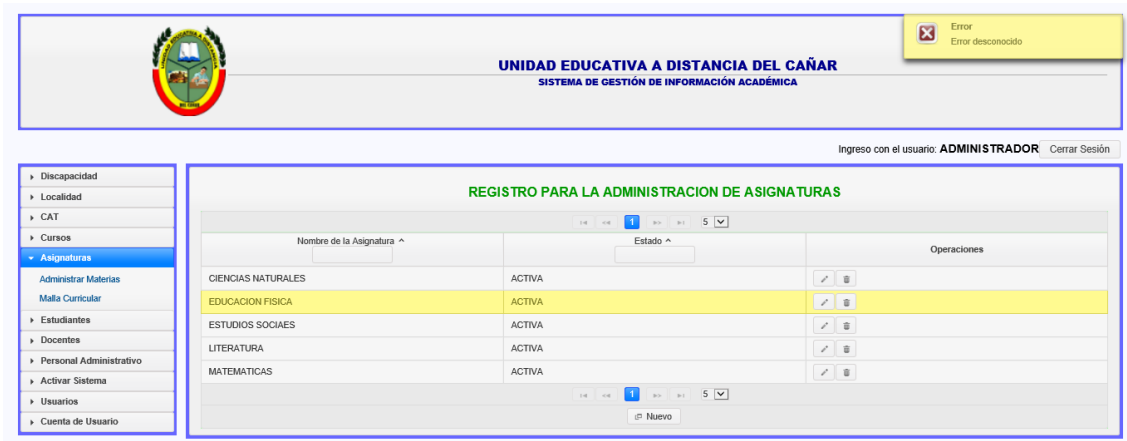 Error
Error desconocido
UNIDAD EDUCATIVA A DISTANCIA DEL CAÑAR
SISTEMA DE GESTIÓN DE INFORMACIÓN ACADÉMICA
DEL CAÑAR
Ingreso con el usuario: ADMINISTRADOR Cerrar Sesión
Discapacidad
Localidad
CAT
Cursos
Asignaturas
Administrar Materias
Malla Curricular
Estudiantes
Docentes
Personal Administrativo
Activar Sistema
Usuarios
Cuenta de Usuario
REGISTRO PARA LA ADMINISTRACION DE ASIGNATURAS
1 5
Nombre de la Asignatura Estado Operaciones
CIENCIAS NATURALES ACTIVA
EDUCACION FISICA ACTIVA
ESTUDIOS SOCIAES ACTIVA
LITERATURA ACTIVA
MATEMATICAS ACTIVA
1 5
Nuevo